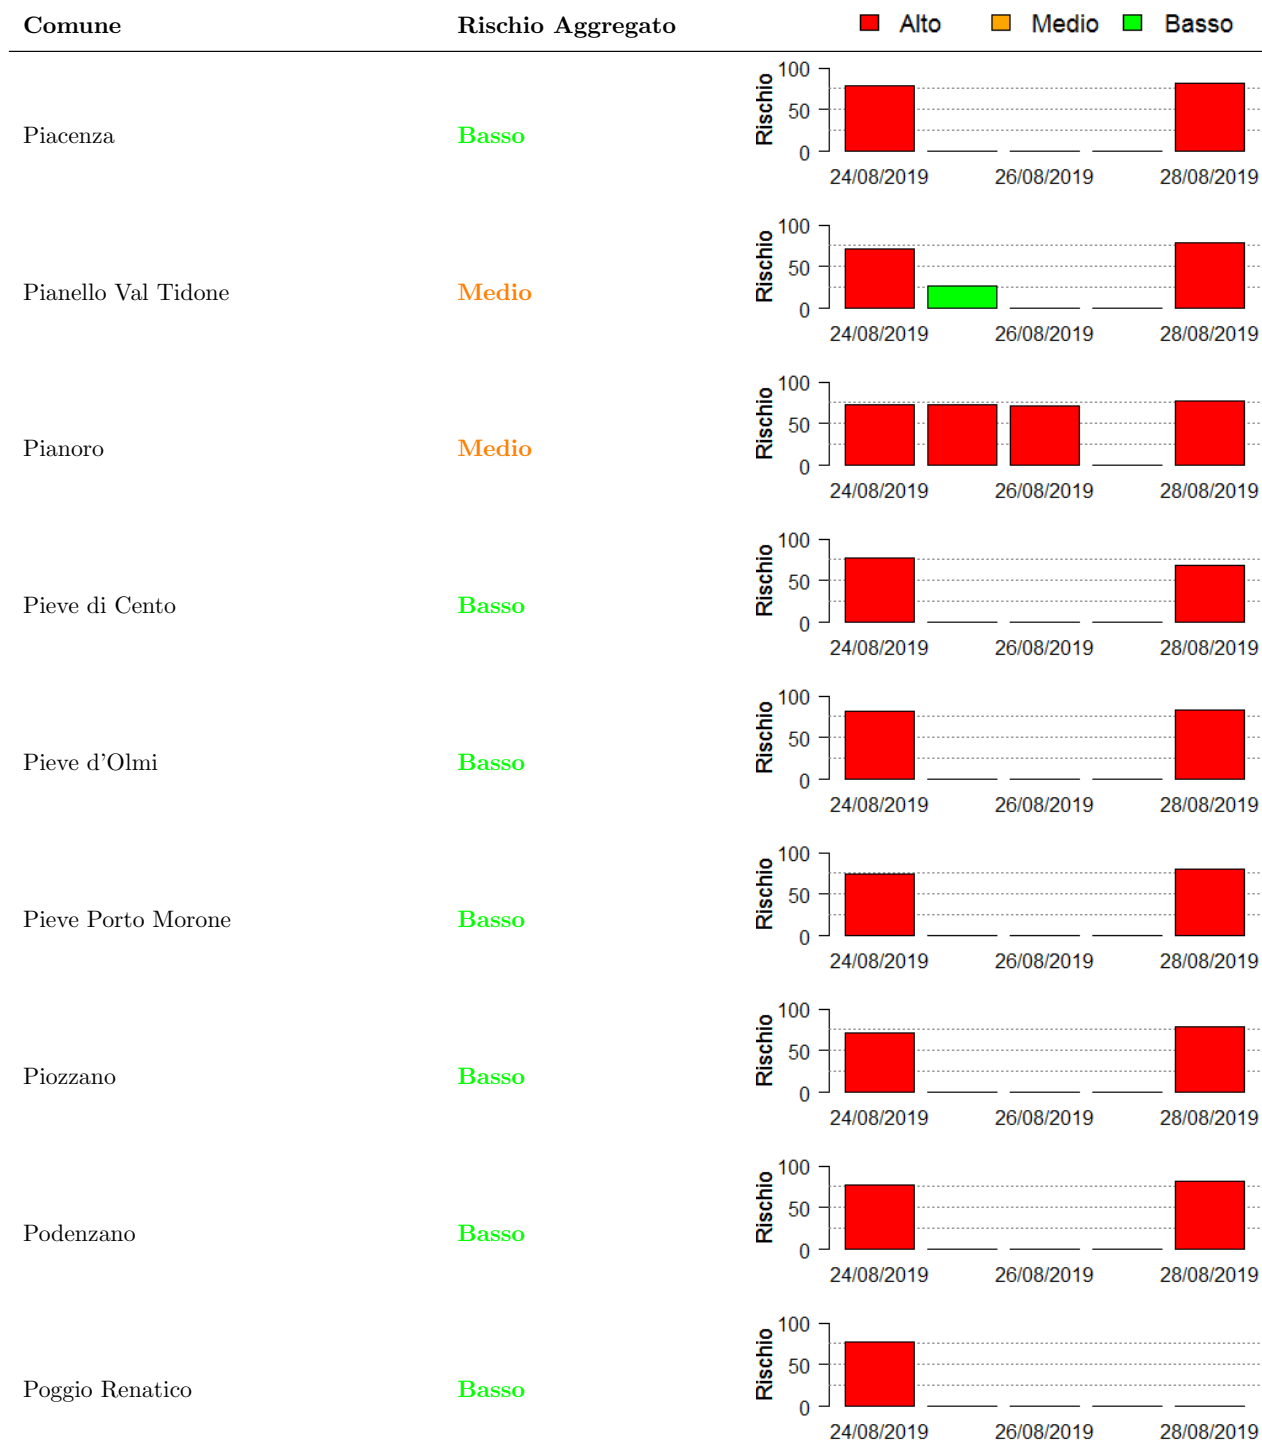 Comune Rischio Aggregato Alto Medio Basso
Piacenza Basso
Rischio
100
50
0
24/08/2019 26/08/2019 28/08/2019
Pianello Val Tidone Medio
Rischio
100
50
0
24/08/2019 26/08/2019 28/08/2019
Pianoro Medio
Rischio
100
50
0
24/08/2019 26/08/2019 28/08/2019
Pieve di Cento Basso
Rischio
100
50
0
24/08/2019 26/08/2019 28/08/2019
Pieve d'Olmi Basso
Rischio
100
50
0
24/08/2019 26/08/2019 28/08/2019
Pieve Porto Morone Basso
Rischio
100
50
0
24/08/2019 26/08/2019 28/08/2019
Piozzano Basso
Rischio
100
50
0
24/08/2019 26/08/2019 28/08/2019
Podenzano Basso
Rischio
100
50
0
24/08/2019 26/08/2019 28/08/2019
Poggio Renatico Basso
Rischio
100
50
0
24/08/2019 26/08/2019 28/08/2019